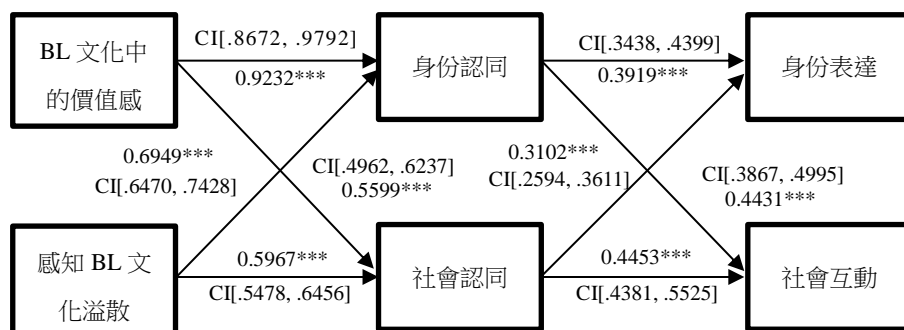 BL 文化中
的價值感
CI[.8672, .9792]
0.9232***
身份認同
CI[.3438, .4399]
0.3919***
身份表達
0.6949***
CI[.6470, .7428]
CI[.4962, .6237]
0.5599***
0.3102***
CI[.2594, .3611]
CI[.3867, .4995]
0.4431***
感知 BL 文
化溢散
0.5967***
CI[.5478, .6456]
社會認同
0.4453***
CI[.4381, .5525]
社會互動